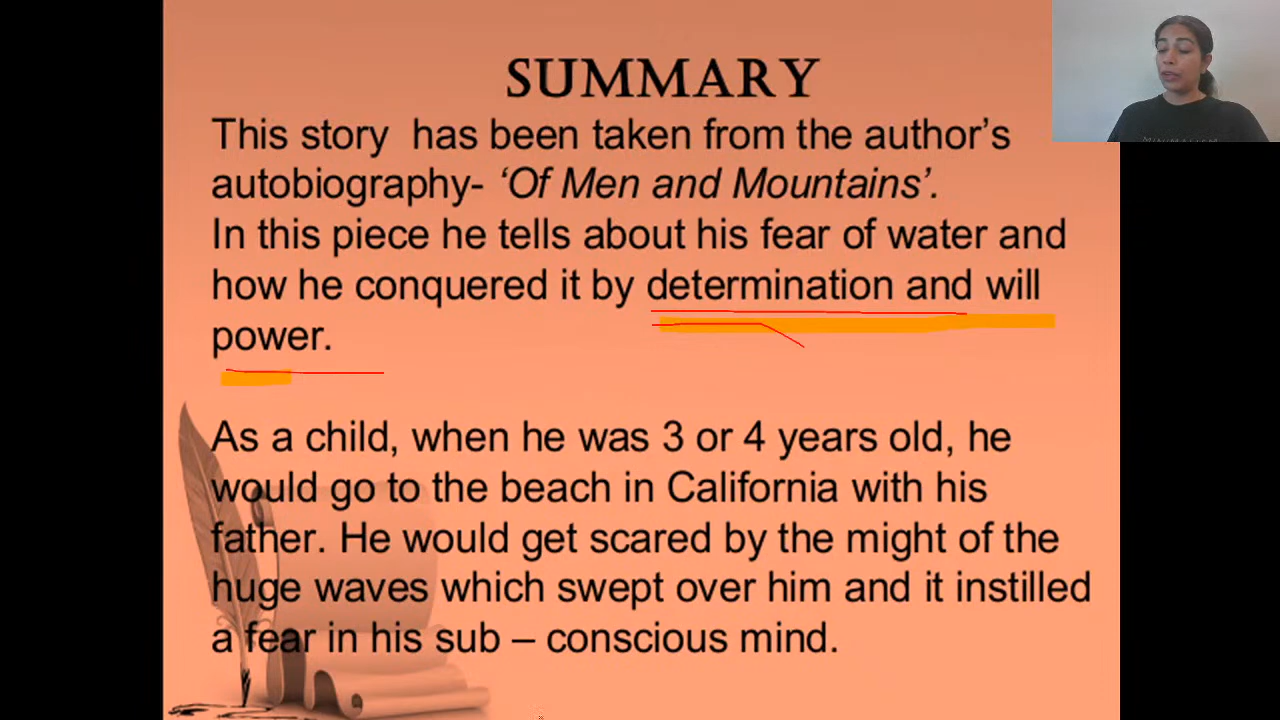 SUMMARY
This story has been taken from the author's
autobiography- ‘Of Men and Mountains’.
In this piece he tells about his fear of water and
how he conquered it by determination and will
power.
As a child, when he was 3 or 4 years old, he
would go to the beach in California with his
father. He would get scared by the might of the
huge waves which swept over him and it instilled
a fear in his sub – conscious mind.